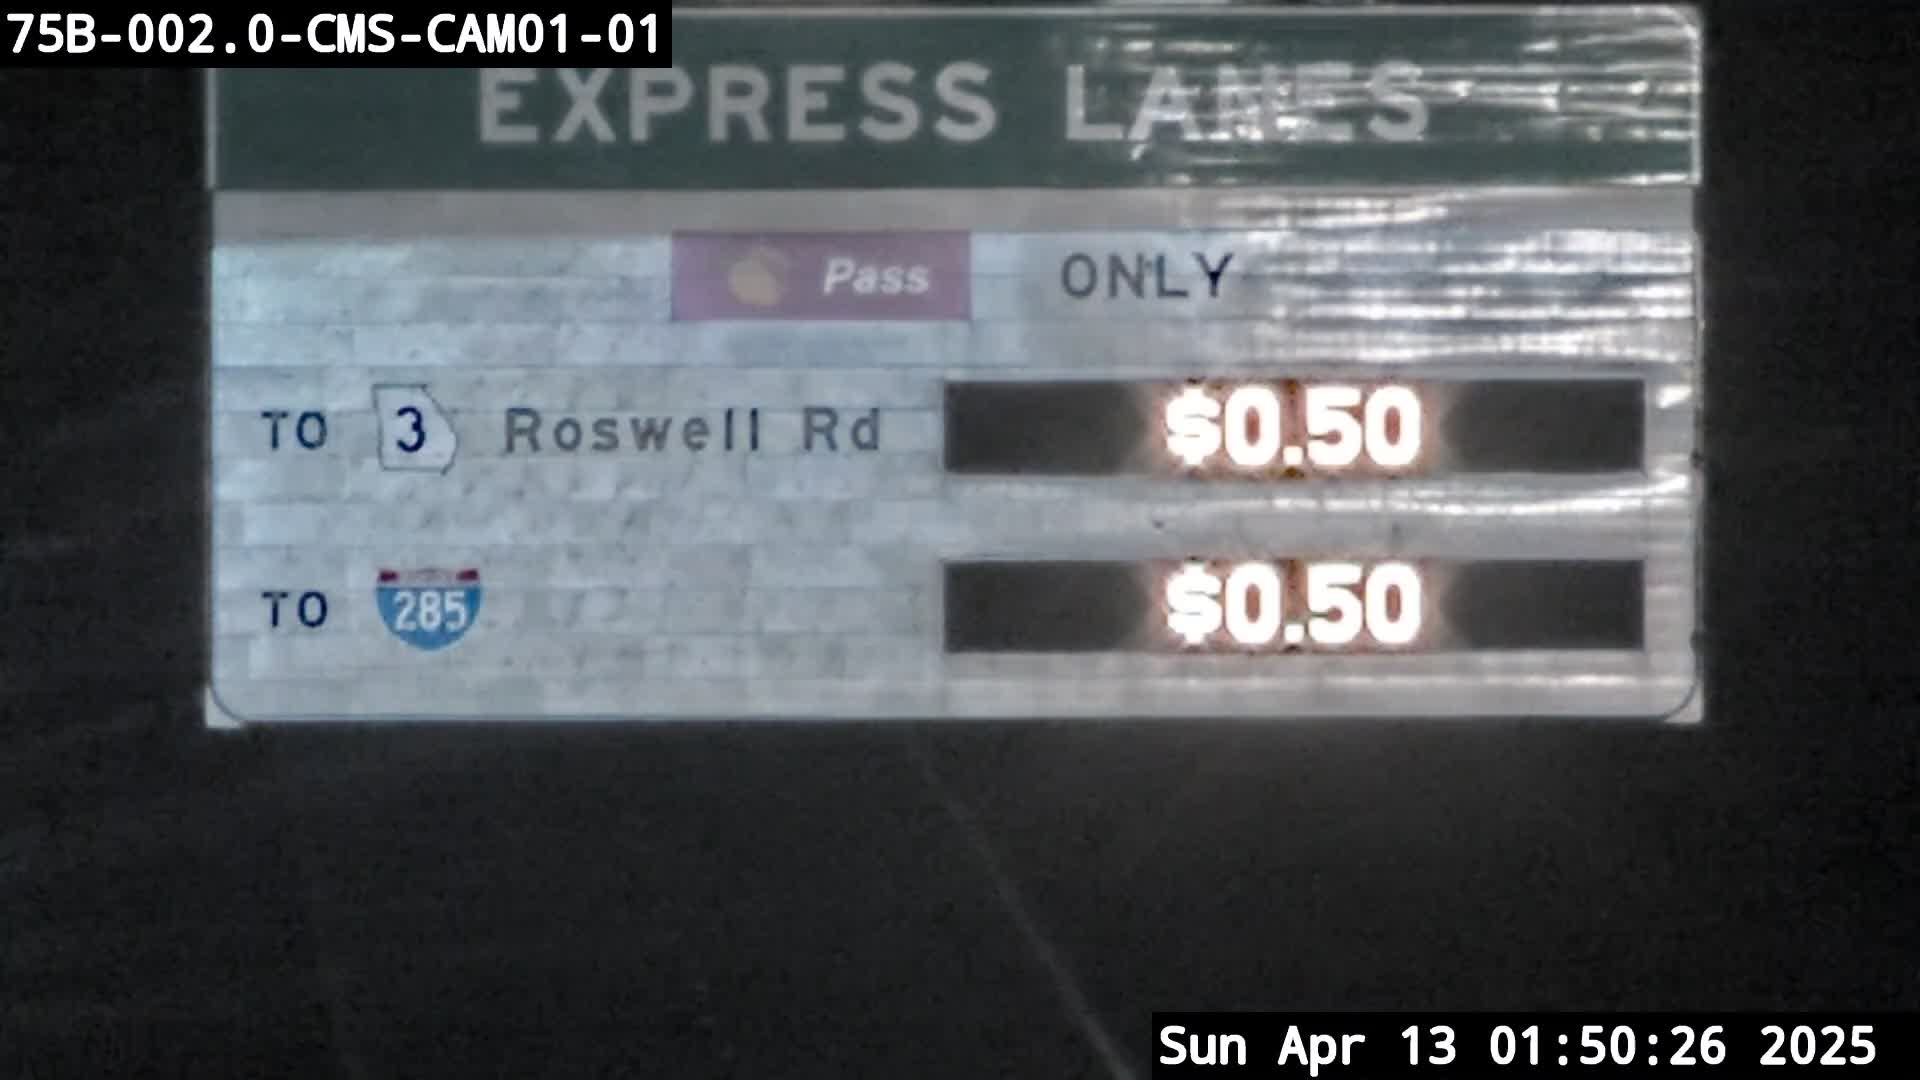 75B-002.0-CMS-CAM01-01
EXPRESS LANES
Pass ONLY
TO 3 Roswell Rd $0.50
TO 285 $0.50
Sun Apr 13 01:50:26 2025